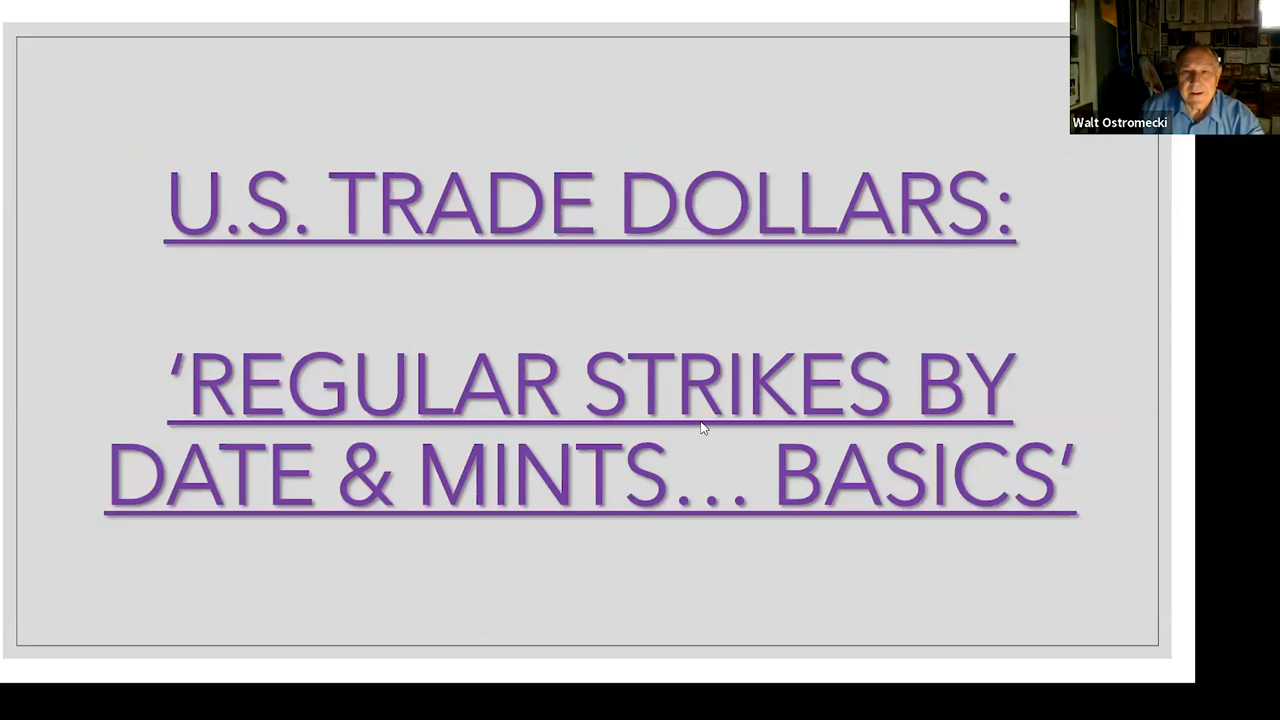 Walt Ostromecki
U.S. TRADE DOLLARS:
‘REGULAR STRIKES BY
DATE & MINTS… BASICS’